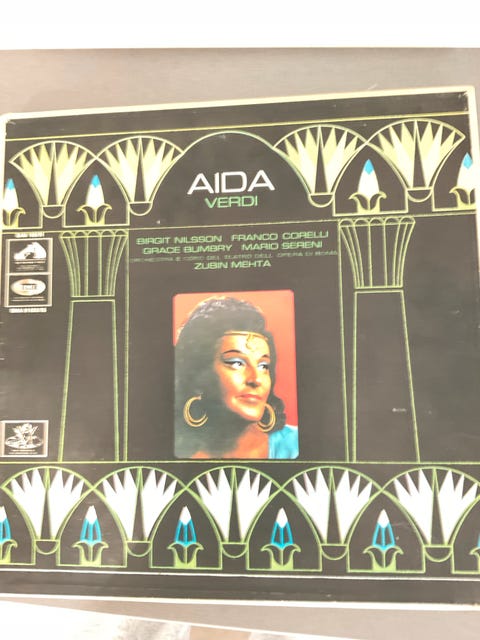 AIDA
VERDI
BIRGIT NILSSON FRANCO CORELLI
GRACE BUMBRY MARIO SERENI
ORCHESTRA E CORO DEL TEATRO DELL' OPERA DI ROMA
ZUBIN MEHTA